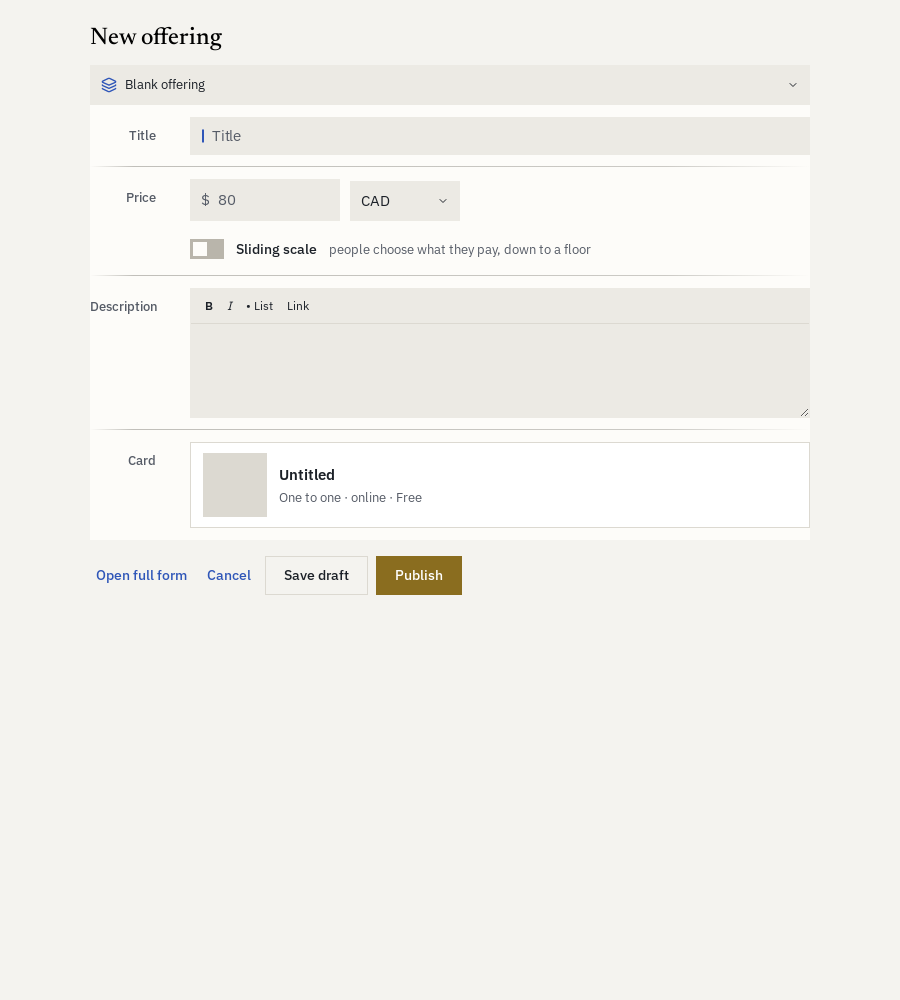 New offering
Blank offering
Title Title
Price $ 80 CAD
Sliding scale people choose what they pay, down to a floor
Description B I • List Link
Card
Untitled
One to one · online · Free
Open full form Cancel Save draft Publish